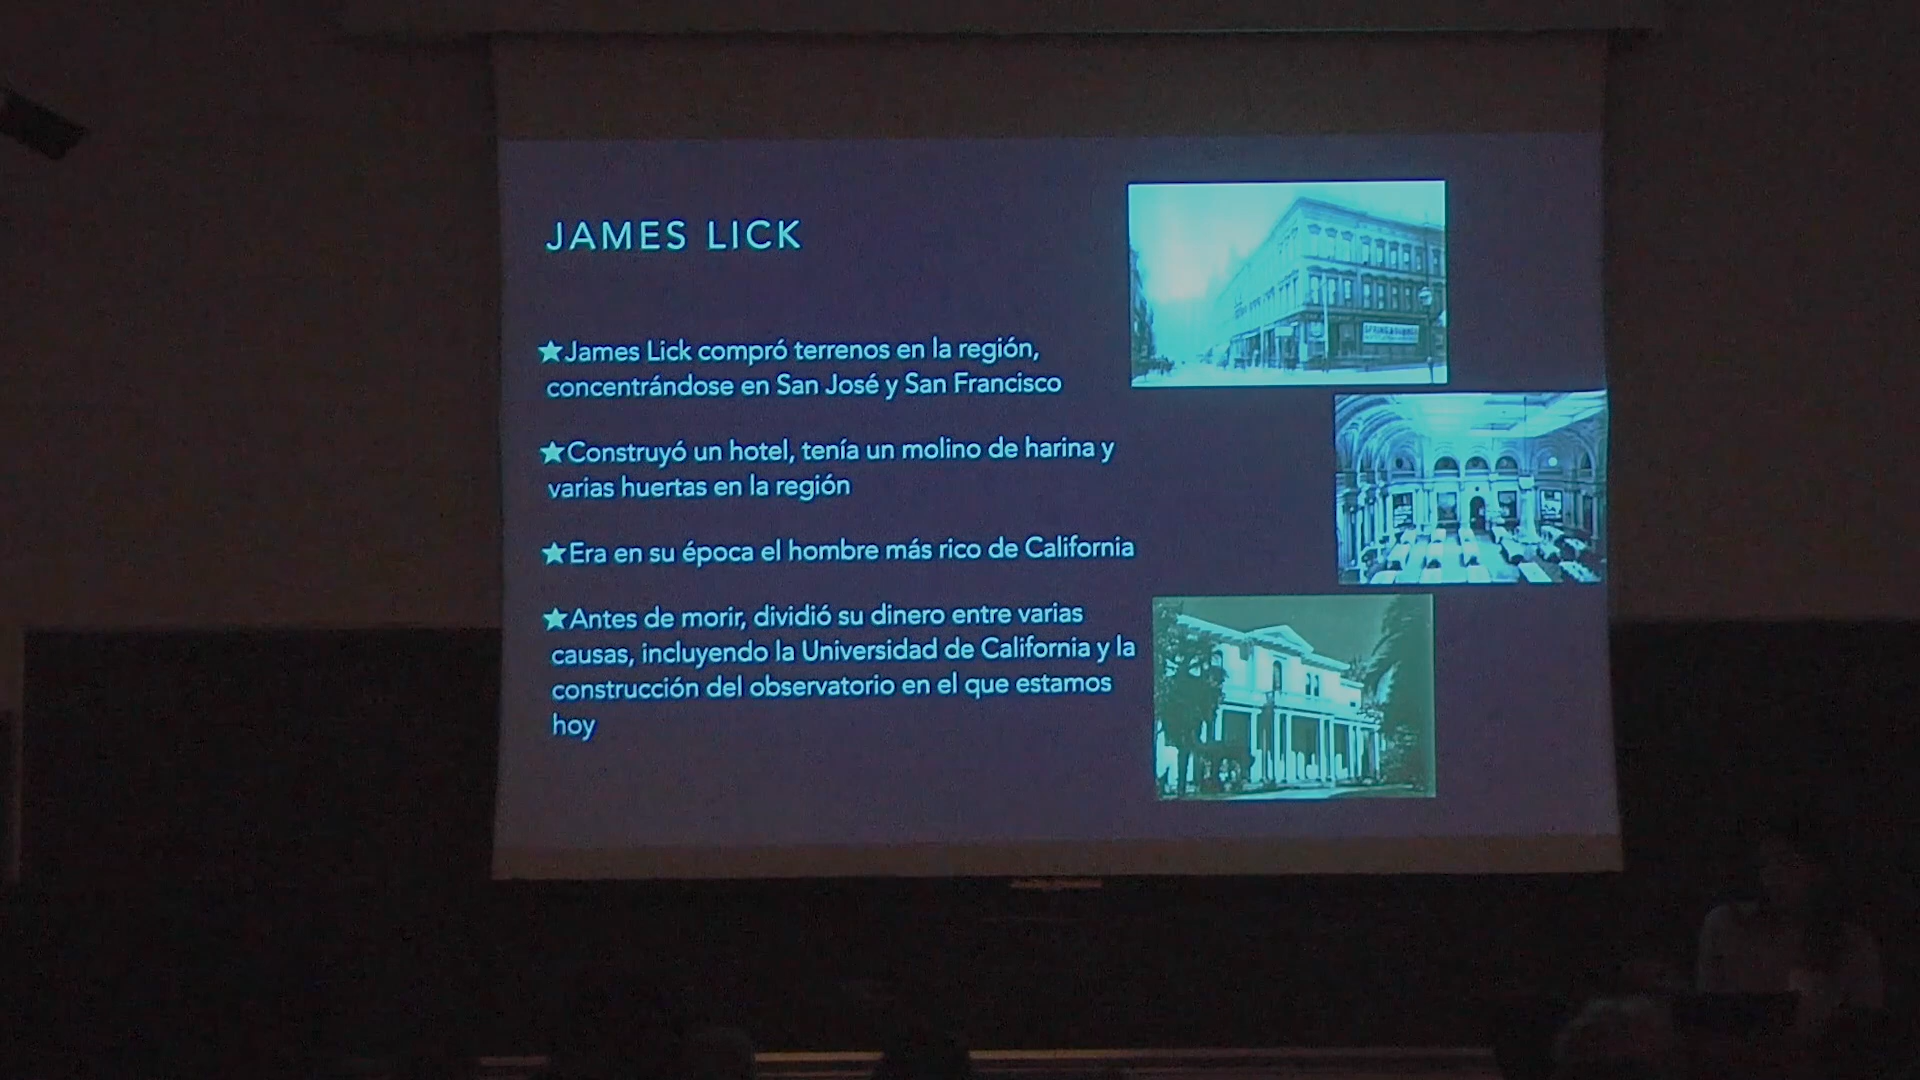 JAMES LICK
★James Lick compró terrenos en la región,
concentrándose en San José y San Francisco
★Construyó un hotel, tenía un molino de harina y
varias huertas en la región
★Era en su época el hombre más rico de California
★Antes de morir, dividió su dinero entre varias
causas, incluyendo la Universidad de California y la
construcción del observatorio en el que estamos
hoy